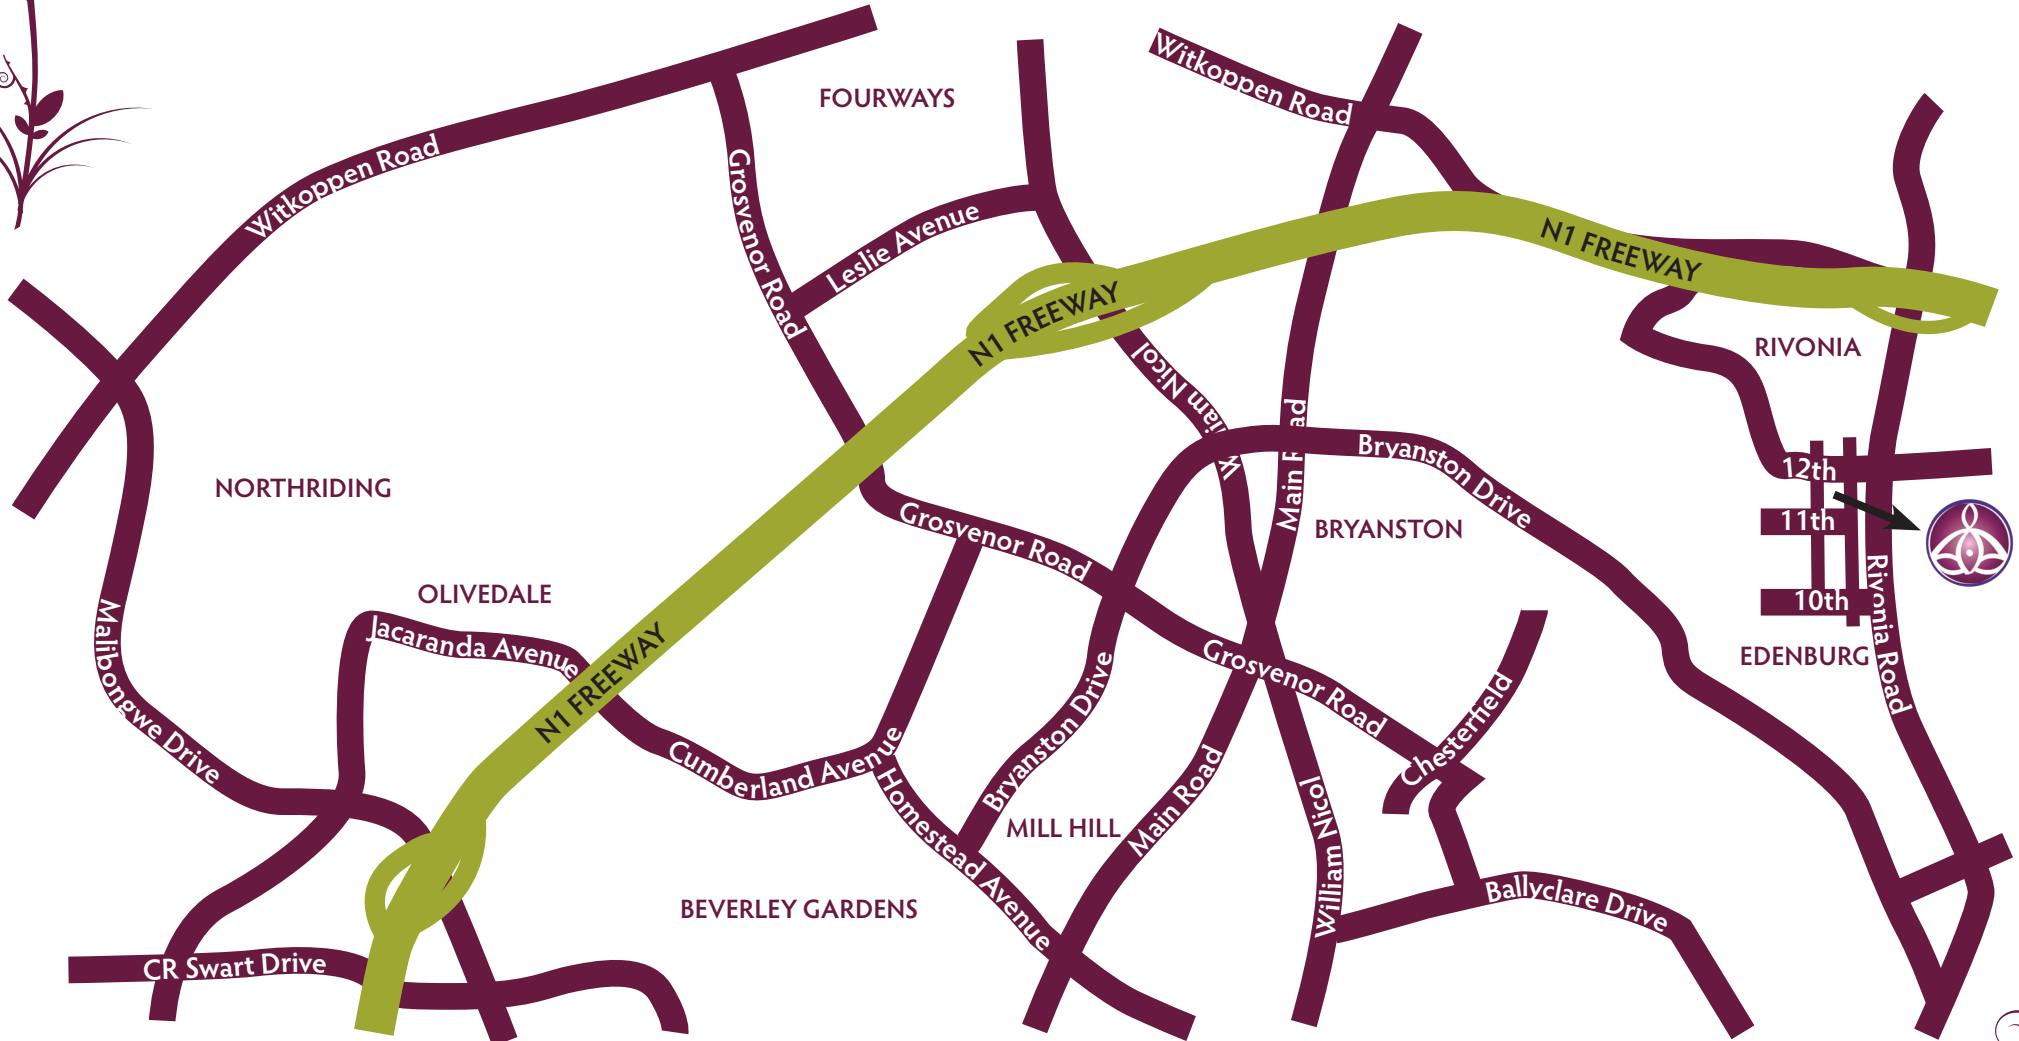 Witkoppen Road
FOURWAYS
Witkoppen Road
Grosvenor Road
Leslie Avenue
N1 FREEWAY
N1 FREEWAY
William Nicol
RIVONIA
Main Road
Bryanston Drive
12th
11th
10th
NORTHRIDING
Grosvenor Road
BRYANSTON
OLIVEDALE
Malibongwe Drive
Jacaranda Avenue
N1 FREEWAY
Cumberland Avenue
Bryanston Drive
Grosvenor Road
Chesterfield
EDENBURG
Rivonia Road
Homestead Avenue
MILL HILL
Main Road
William Nicol
BEVERLEY GARDENS
Ballyclare Drive
CR Swart Drive